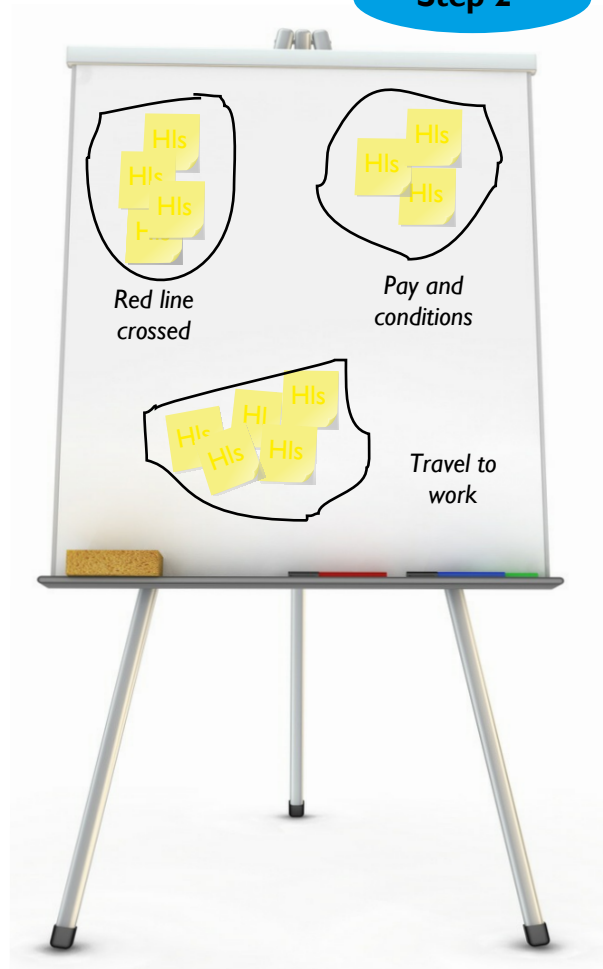 Step 2
HIs
HIs
HIs
H
Red line
crossed
HIs
HIs
HIs
Pay and
conditions
HIs
HI
HIs
HIs
HIs
Travel to
work